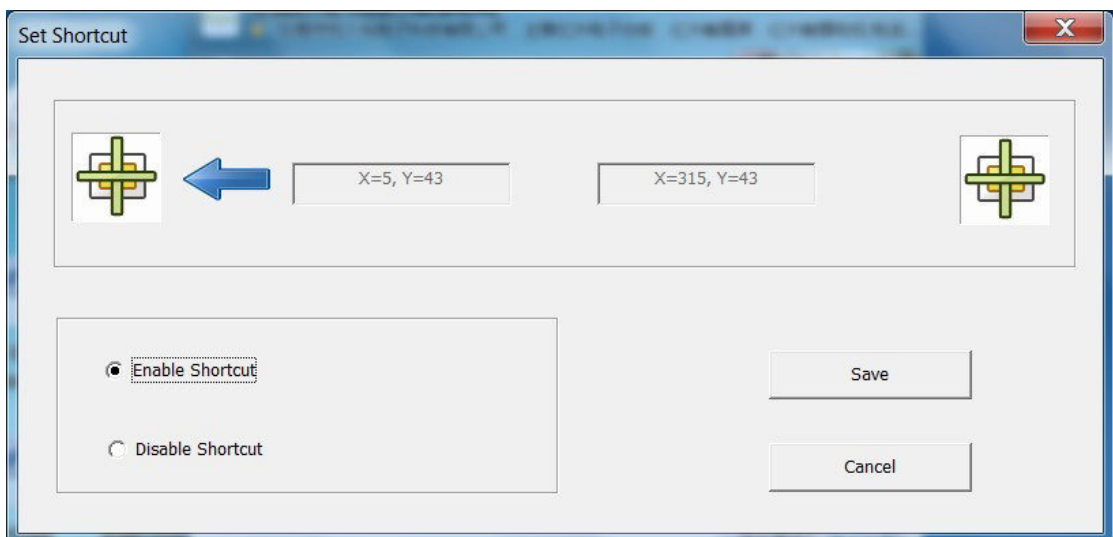 Set Shortcut
X
X=5, Y=43
X=315, Y=43
Enable Shortcut
Save
Disable Shortcut
Cancel